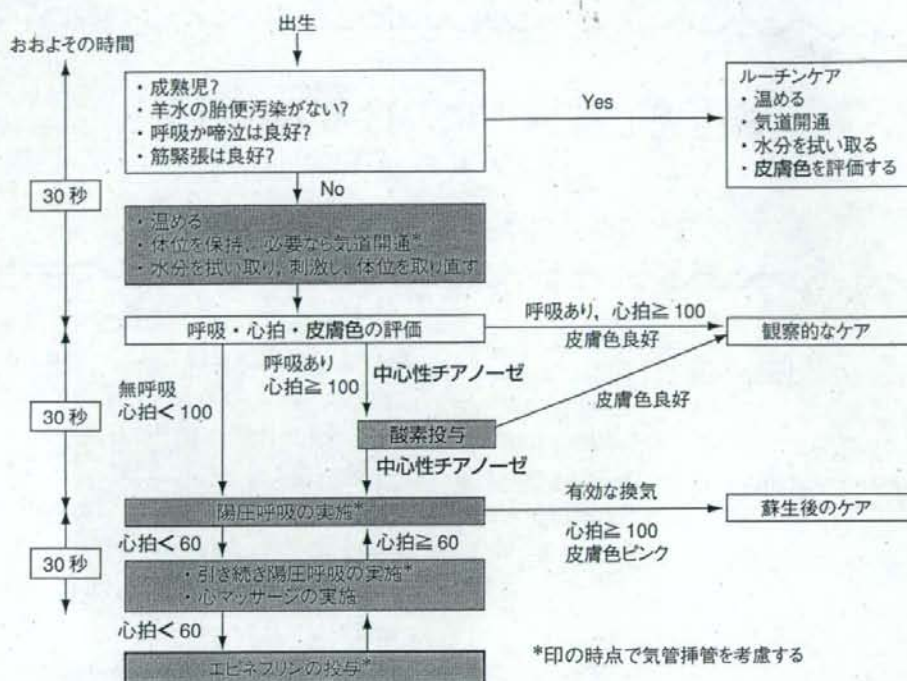 出生
おおよその時間
・成熟児?
・羊水の胎便汚染がない?
・呼吸か啼泣は良好?
・筋緊張は良好?
Yes
ルーチンケア
・温める
・気道開通
・水分を拭い取る
・皮膚色を評価する
No
30秒
・温める
・体位を保持、必要なら気道開通*
・水分を拭い取り, 刺激し, 体位を取り直す
呼吸・心拍・皮膚色の評価
呼吸あり, 心拍≧100
皮膚色良好
観察的なケア
無呼吸
心拍<100
呼吸あり
心拍≧100
中心性チアノーゼ
皮膚色良好
30秒
酸素投与
中心性チアノーゼ
陽圧呼吸の実施*
有効な換気
心拍≧100
皮膚色ピンク
蘇生後のケア
心拍<60
心拍≧60
30秒
・引き続き陽圧呼吸の実施*
・心マッサージの実施
心拍<60
エピネフリンの投与*
*印の時点で気管挿管を考慮する